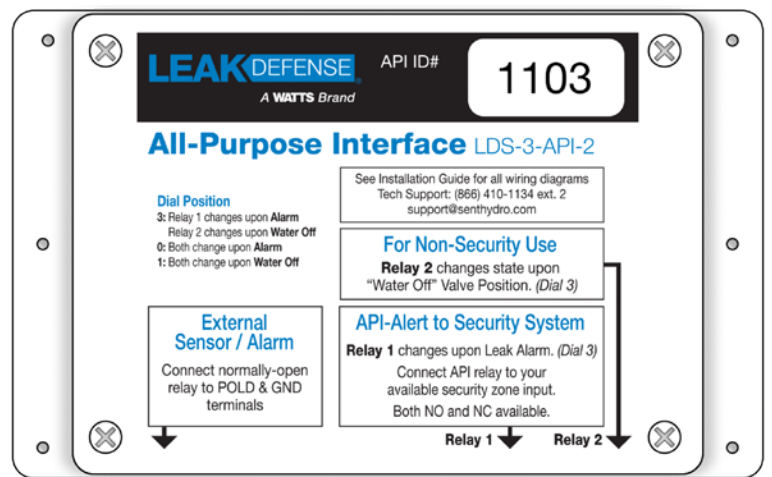 LEAKDEFENSE® API ID# 1103
A WATTS Brand
All-Purpose Interface LDS-3-API-2
See Installation Guide for all wiring diagrams
Tech Support: (866) 410-1134 ext. 2
support@senthydro.com
Dial Position
3: Relay 1 changes upon Alarm
Relay 2 changes upon Water Off
0: Both change upon Alarm
1: Both change upon Water Off
For Non-Security Use
Relay 2 changes state upon
“Water Off” Valve Position. (Dial 3)
External
Sensor / Alarm
Connect normally-open
relay to POLD & GND
terminals
API-Alert to Security System
Relay 1 changes upon Leak Alarm. (Dial 3)
Connect API relay to your
available security zone input.
Both NO and NC available.
Relay 1 Relay 2